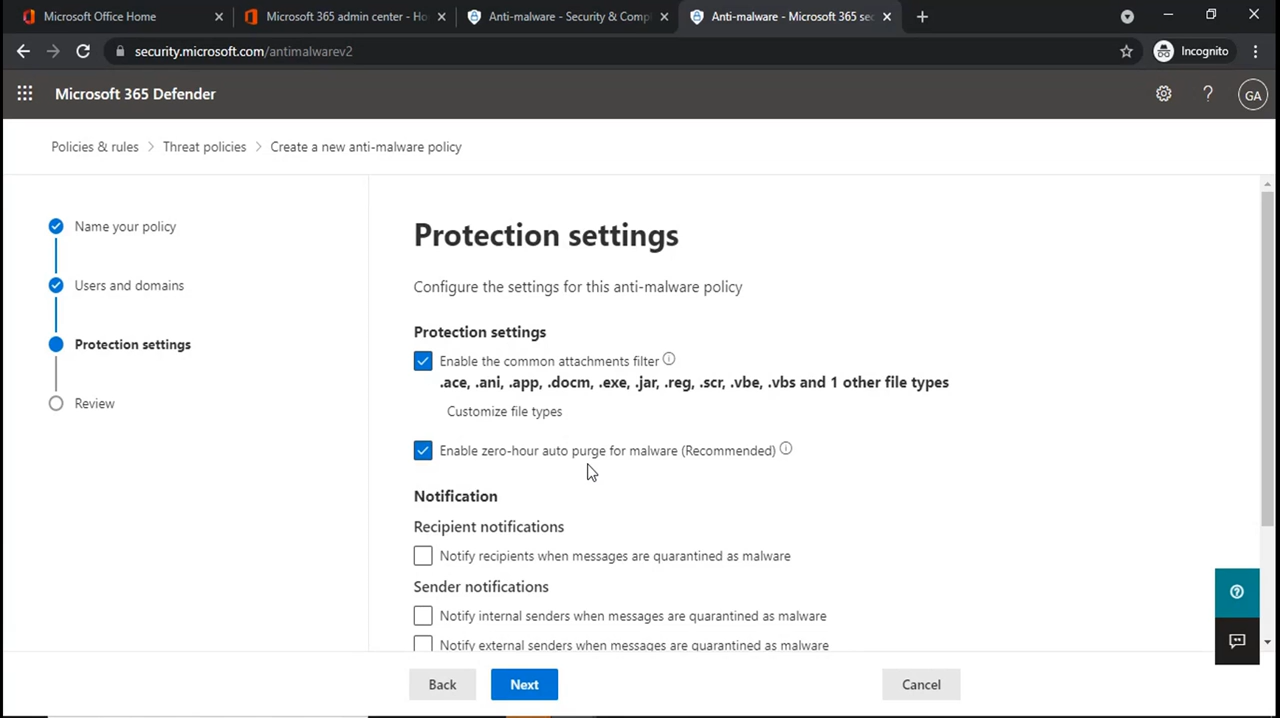 Microsoft Office Home
Microsoft 365 admin center - Ho
Anti-malware - Security & Compl
Anti-malware - Microsoft 365 sec
security.microsoft.com/antimalwarev2
Incognito
Microsoft 365 Defender
GA
Policies & rules > Threat policies > Create a new anti-malware policy
Name your policy
Users and domains
Protection settings
Review
Protection settings
Configure the settings for this anti-malware policy
Protection settings
Enable the common attachments filter
.ace, .ani, .app, .docm, .exe, .jar, .reg, .scr, .vbe, .vbs and 1 other file types
Customize file types
Enable zero-hour auto purge for malware (Recommended)
Notification
Recipient notifications
Notify recipients when messages are quarantined as malware
Sender notifications
Notify internal senders when messages are quarantined as malware
Notify external senders when messages are quarantined as malware
Back
Next
Cancel